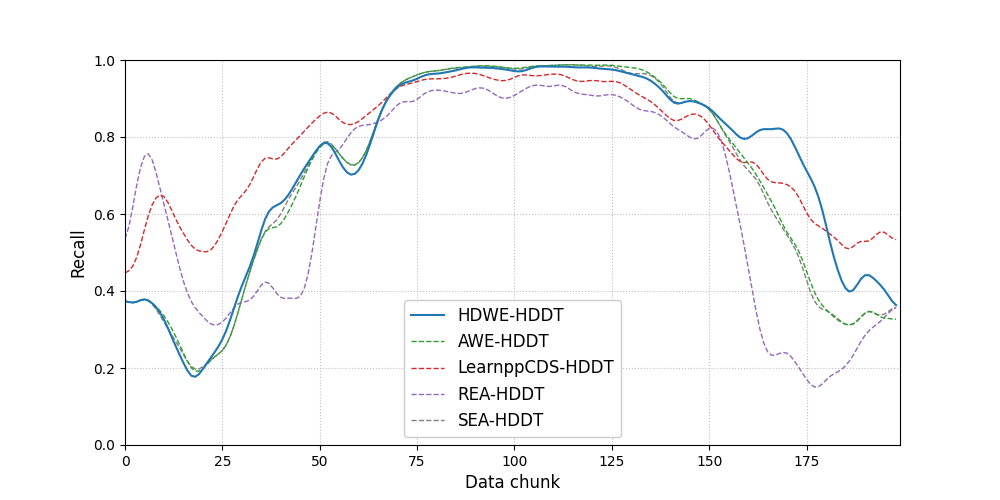 1.0
0.8
0.6
0.4
0.2
0.0
Recall
HDWE-HDDT
AWE-HDDT
LearnppCDS-HDDT
REA-HDDT
SEA-HDDT
0 25 50 75 100 125 150 175
Data chunk